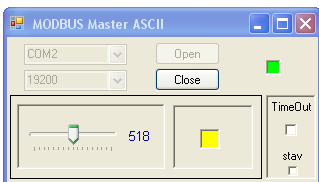 MODBUS Master ASCII
COM2
Open
19200
Close
TimeOut
518
stav